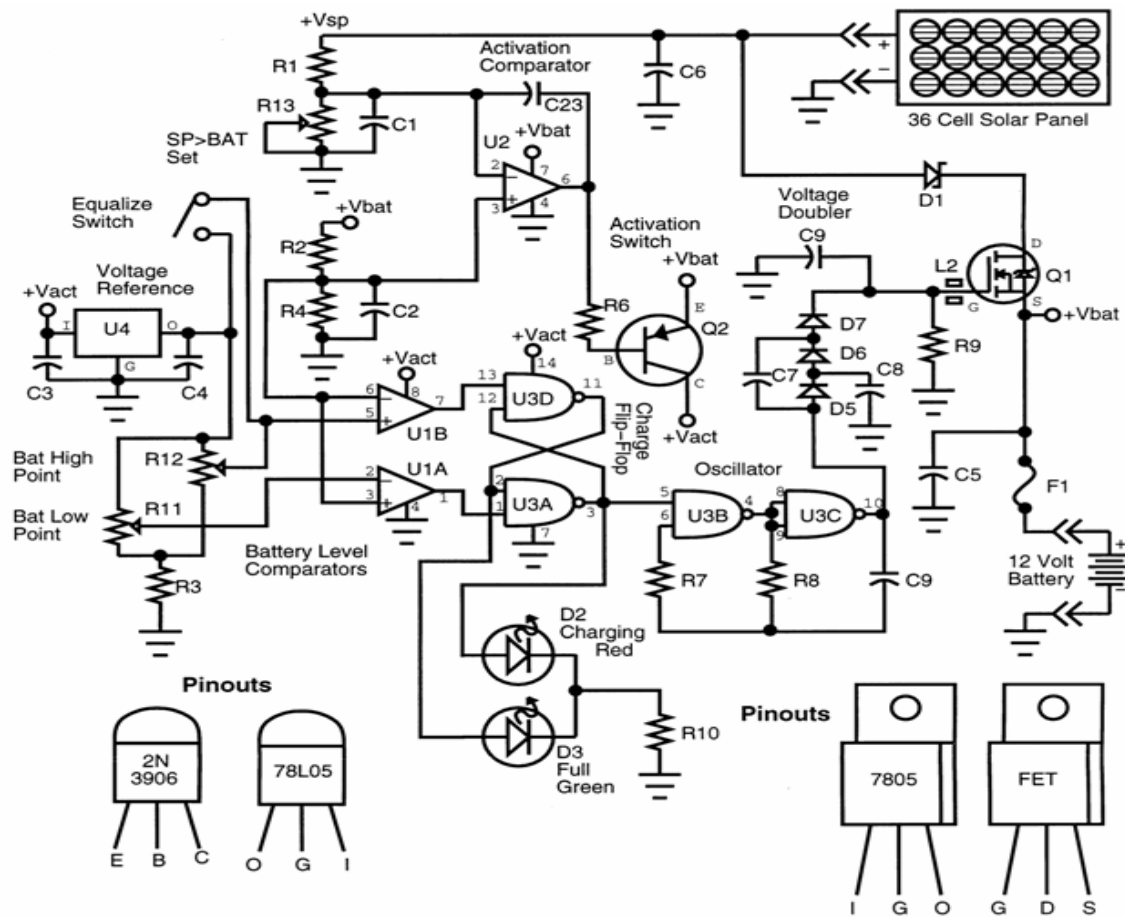 +Vsp
R1
Activation
Comparator
C6
C23
+
−
36 Cell Solar Panel
R13
SP>BAT
Set
C1
U2
+Vbat
2
−
7
6
+
3
4
D1
Equalize
Switch
+Vbat
R2
Activation
Switch
+Vbat
Voltage
Doubler
C9
L2
D
Q1
G
S
+Vbat
Voltage
Reference
+Vact
I
U4
O
G
C3
C4
R4
C2
R6
E
Q2
B
C
+Vact
D7
D6
C7
C8
D5
R9
+Vact
6
−
8
7
5
+
U1B
+Vact
14
13
12
U3D
11
Charge
Flip-Flop
Bat High
Point
R12
Bat Low
Point
R11
R3
2
−
U1A
1
3
+
4
Battery Level
Comparators
2
1
U3A
3
7
Oscillator
5
6
U3B
4
8
9
U3C
10
R7
R8
C9
C5
F1
12 Volt
Battery
+
−
D2
Charging
Red
D3
Full
Green
R10
Pinouts
2N
3906
E
B
C
78L05
O
G
I
Pinouts
7805
I
G
O
FET
G
D
S